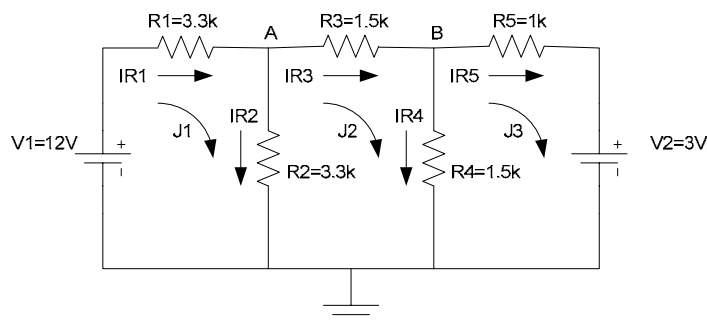 R1=3.3k
A
R3=1.5k
B
R5=1k
IR1
IR3
IR5
J1
IR2
J2
IR4
J3
V1=12V
+
-
R2=3.3k
R4=1.5k
+
-
V2=3V